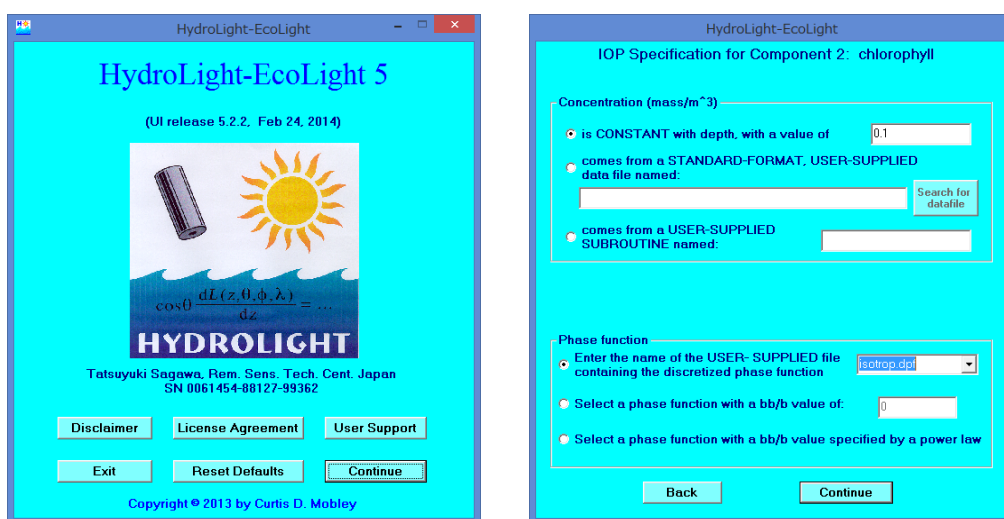 HydroLight-EcoLight
HydroLight-EcoLight 5
(UI release 5.2.2, Feb 24, 2014)
cosθ dL(z,θ,φ,λ)/dz = ...
HYDROLIGHT
Tatsuyuki Sagawa, Rem. Sens. Tech. Cent. Japan
SN 0061454-88127-99362
Disclaimer License Agreement User Support
Exit Reset Defaults Continue
Copyright © 2013 by Curtis D. Mobley
HydroLight-EcoLight
IOP Specification for Component 2: chlorophyll
Concentration (mass/m^3)
is CONSTANT with depth, with a value of 0.1
comes from a STANDARD-FORMAT, USER-SUPPLIED
data file named:
Search for
datafile
comes from a USER-SUPPLIED
SUBROUTINE named:
Phase function
Enter the name of the USER- SUPPLIED file
containing the discretized phase function isotrop.dpf
Select a phase function with a bb/b value of: 0
Select a phase function with a bb/b value specified by a power law
Back Continue